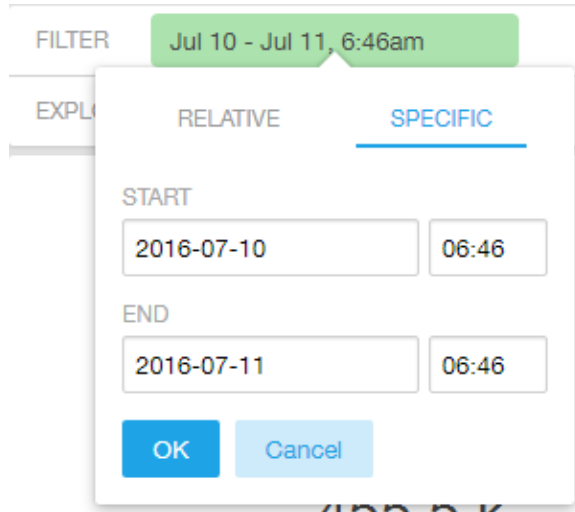 FILTER Jul 10 - Jul 11, 6:46am
EXPL
RELATIVE SPECIFIC
START
2016-07-10 06:46
END
2016-07-11 06:46
OK Cancel